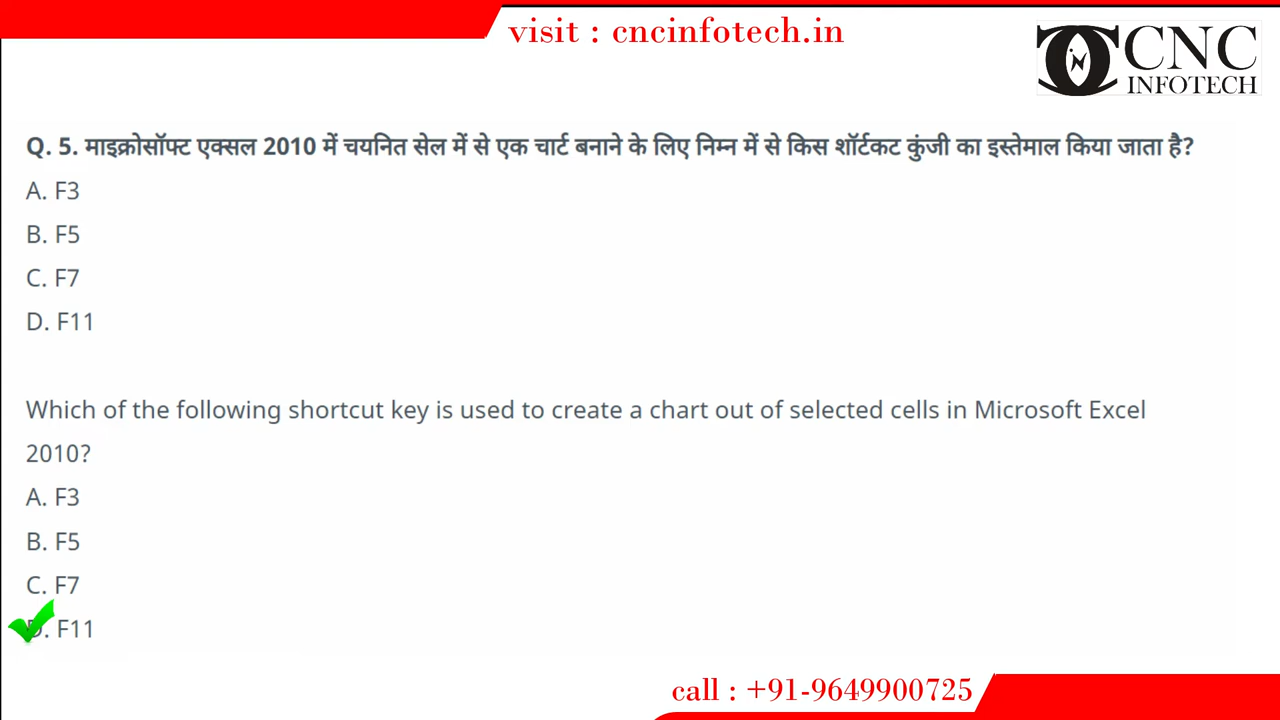 visit : cncinfotech.in
CNC
INFOTECH
Q. 5. माइक्रोसॉफ्ट एक्सल 2010 में चयनित सेल में से एक चार्ट बनाने के लिए निम्न में से किस शॉर्टकट कुंजी का इस्तेमाल किया जाता है?
A. F3
B. F5
C. F7
D. F11
Which of the following shortcut key is used to create a chart out of selected cells in Microsoft Excel
2010?
A. F3
B. F5
C. F7
D. F11
call : +91-9649900725